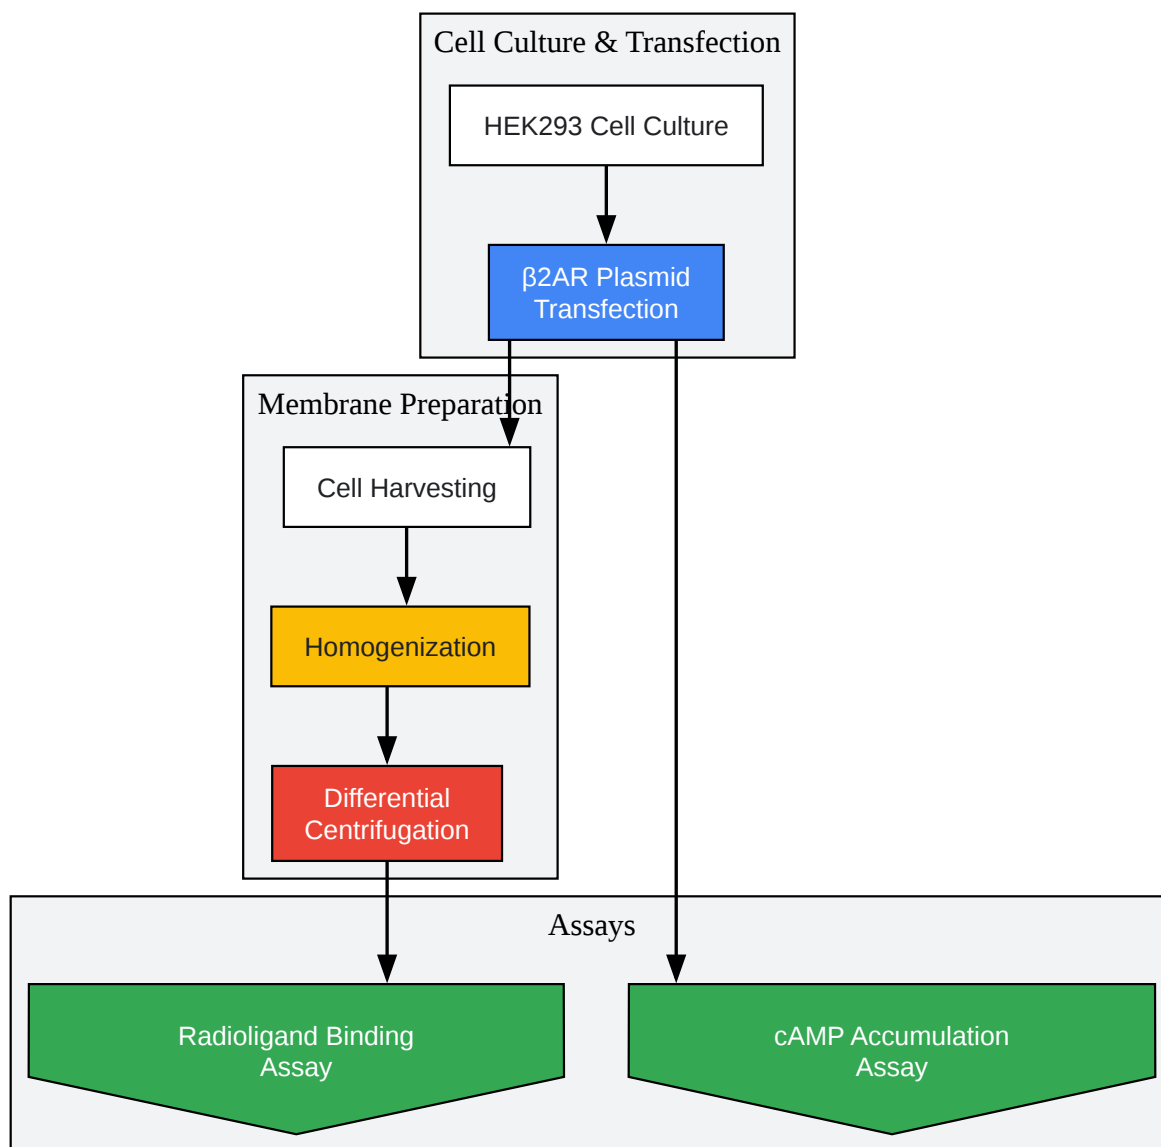 Cell Culture & Transfection
HEK293 Cell Culture
β2AR Plasmid
Transfection
Membrane Preparation
Cell Harvesting
Homogenization
Differential
Centrifugation
Assays
Radioligand Binding
Assay
cAMP Accumulation
Assay